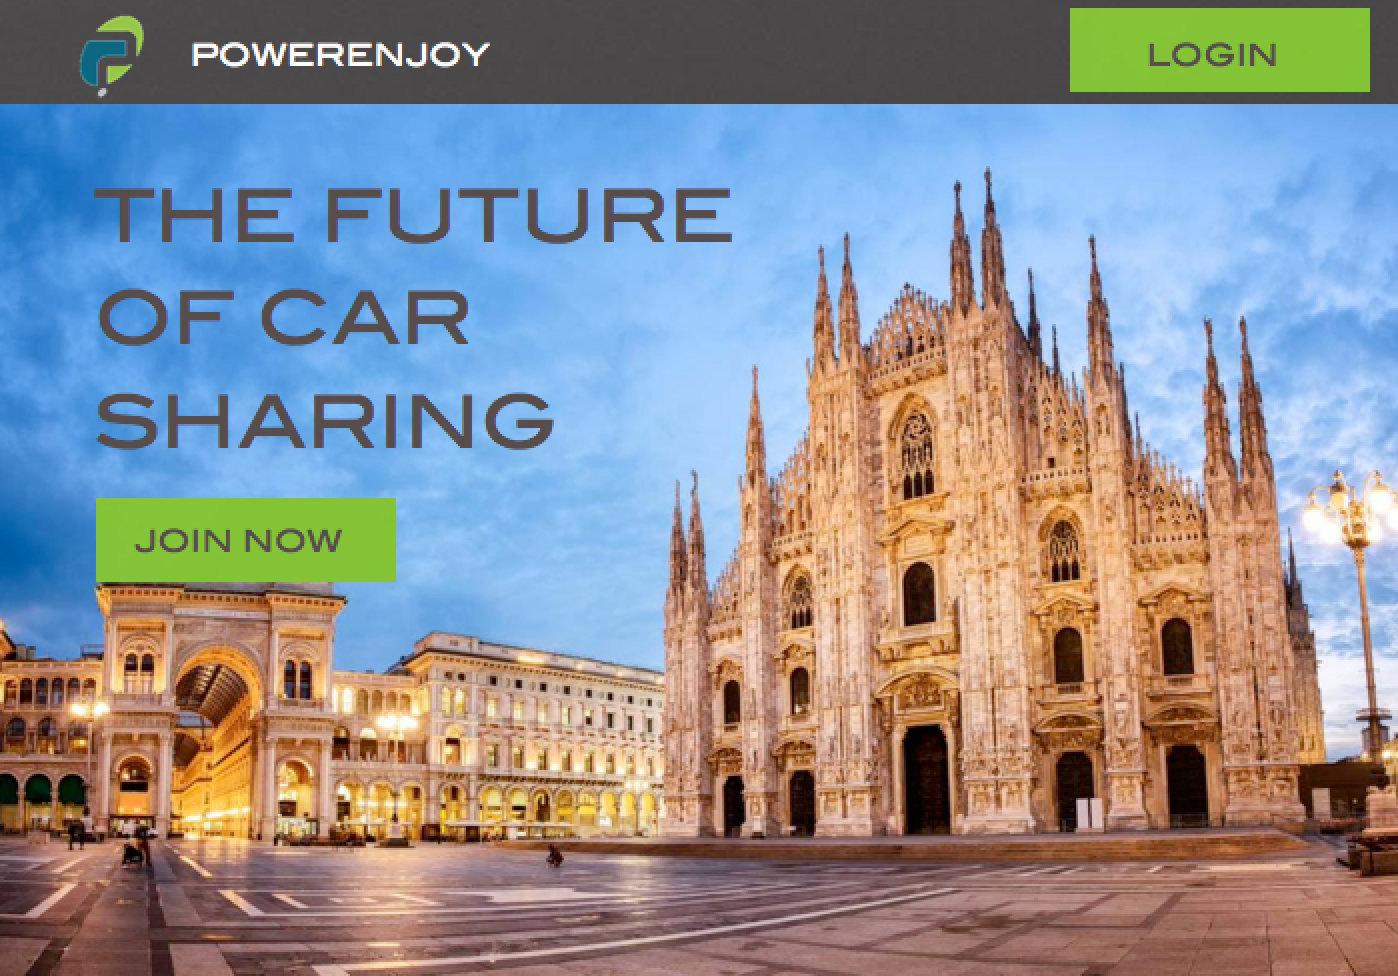 POWERENJOY
LOGIN
THE FUTURE
OF CAR
SHARING
JOIN NOW